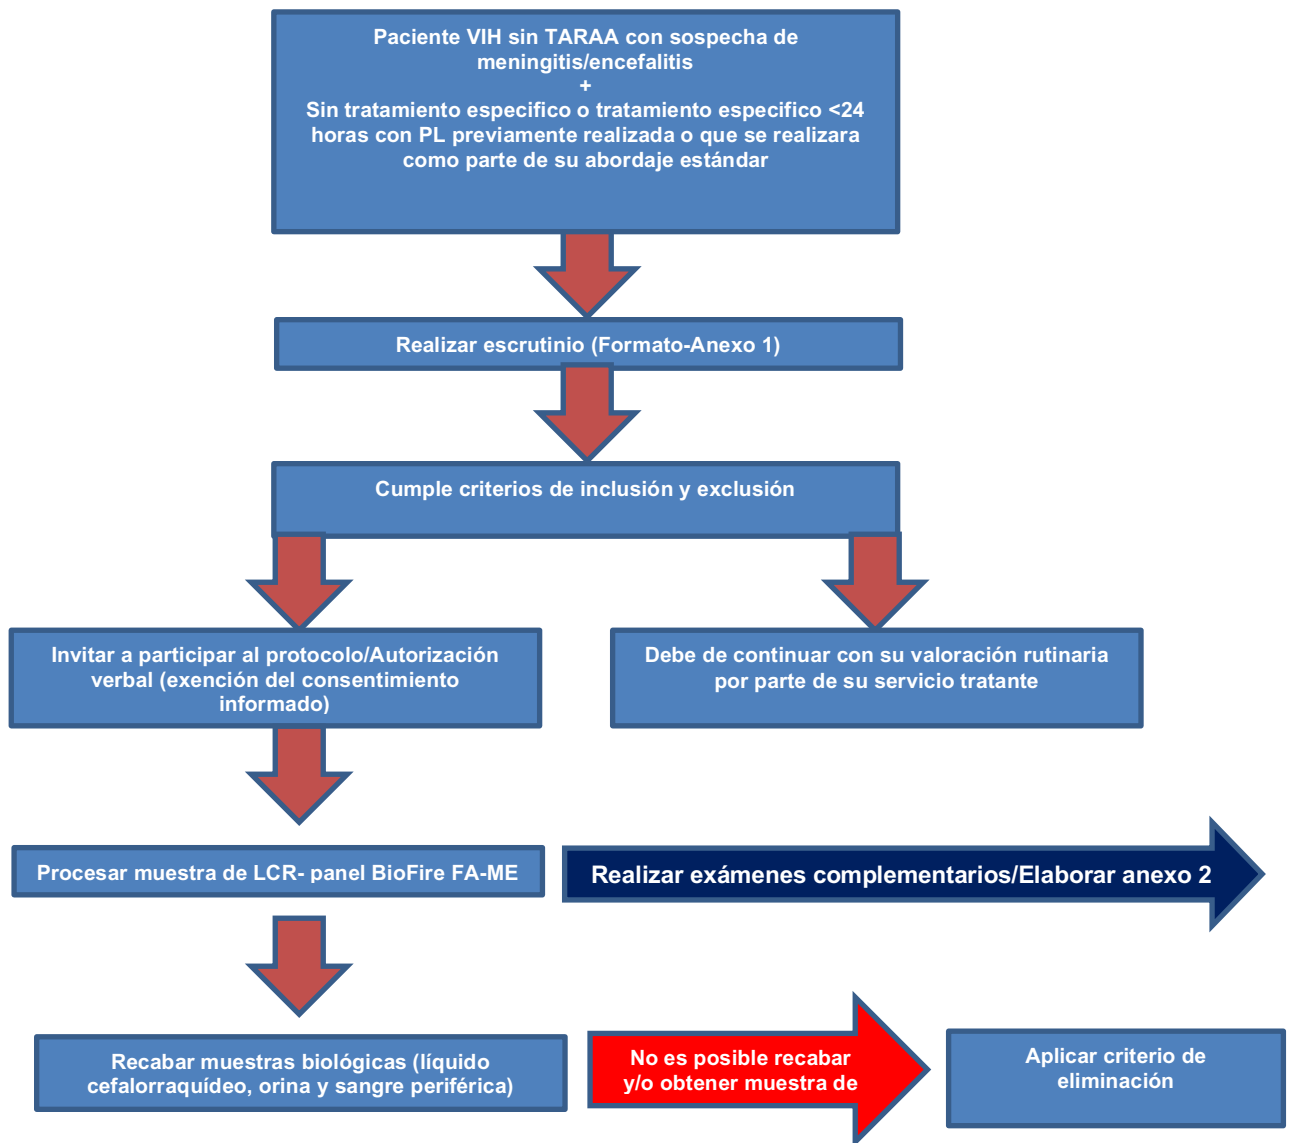 Paciente VIH sin TARAA con sospecha de
meningitis/encefalitis
+
Sin tratamiento especifico o tratamiento especifico <24
horas con PL previamente realizada o que se realizara
como parte de su abordaje estándar
Realizar escrutinio (Formato-Anexo 1)
Cumple criterios de inclusión y exclusión
Invitar a participar al protocolo/Autorización
verbal (exención del consentimiento
informado)
Debe de continuar con su valoración rutinaria
por parte de su servicio tratante
Procesar muestra de LCR- panel BioFire FA-ME
Realizar exámenes complementarios/Elaborar anexo 2
Recabar muestras biológicas (líquido
cefalorraquídeo, orina y sangre periférica)
No es posible recabar
y/o obtener muestra de
Aplicar criterio de
eliminación